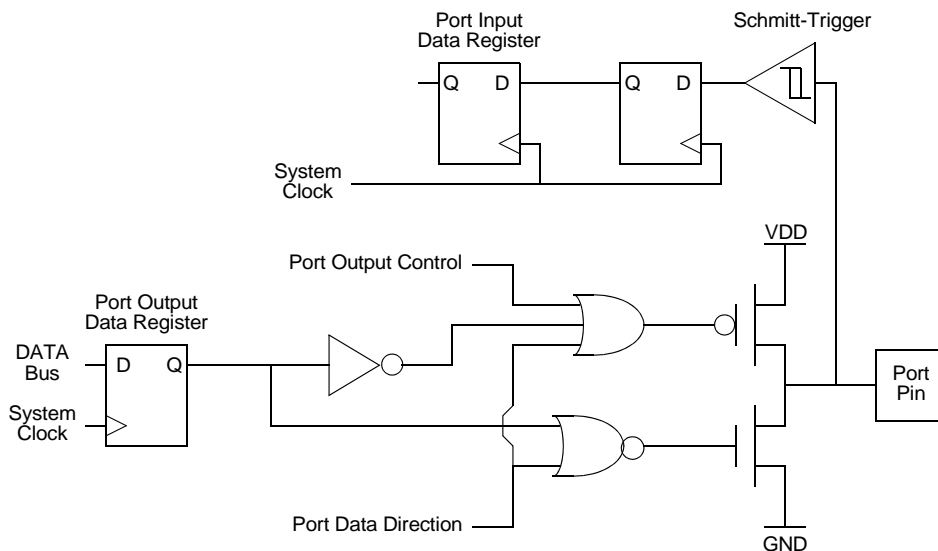 Port Input
Data Register
Schmitt-Trigger
Q
D
D
System
Clock
VDD
Port Output Control
Port Output
Data Register
DATA
Bus
D
Q
Port
Pin
System
Clock
Port Data Direction
GND